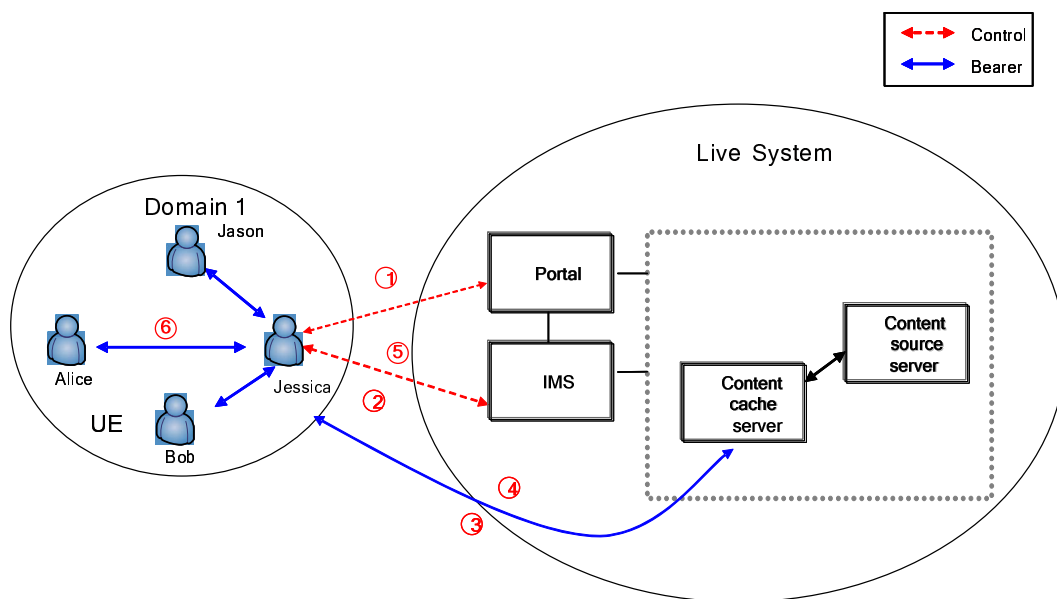 Control
Bearer
Live System
Domain 1
Jason
①
Portal
⑥
⑤
Content
source
server
Alice
Jessica
②
IMS
Content
cache
server
UE
Bob
④
③